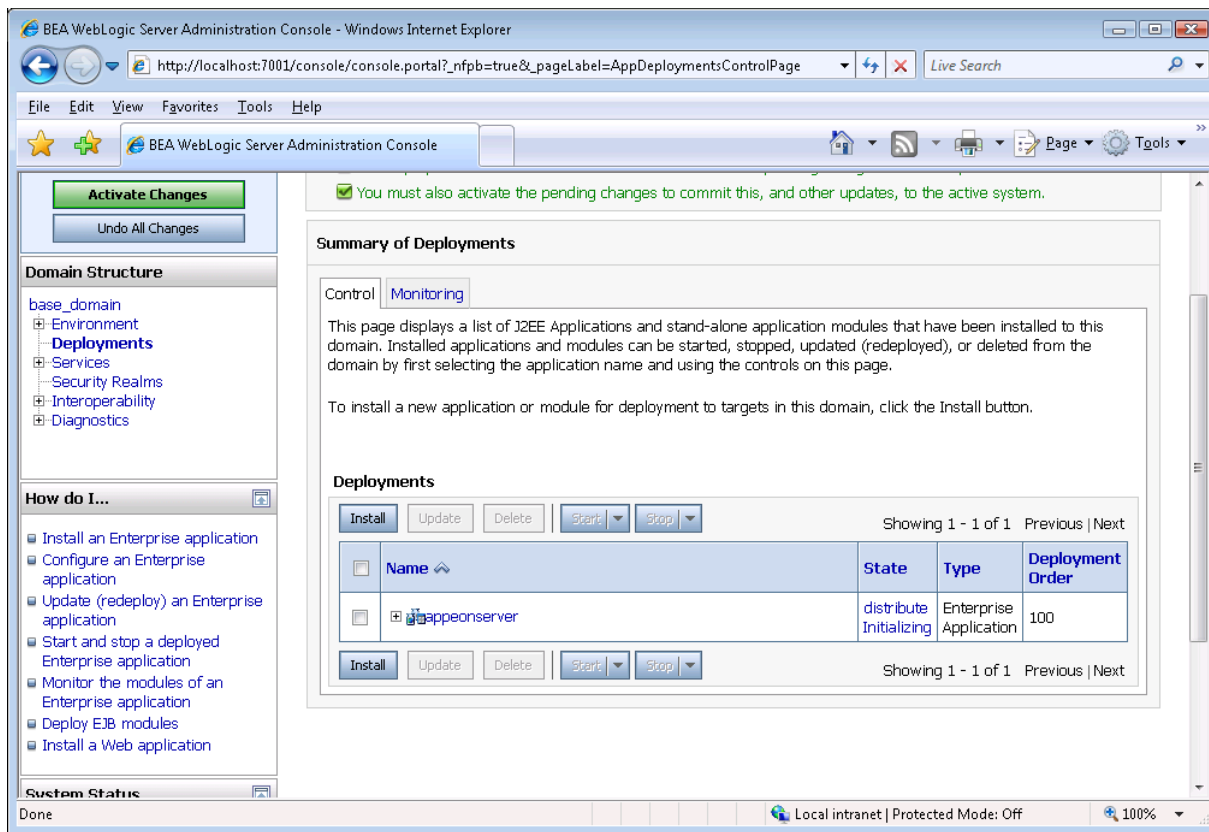 BEA WebLogic Server Administration Console - Windows Internet Explorer
http://localhost:7001/console/console.portal?_nfpb=true&_pageLabel=AppDeploymentsControlPage
Live Search
File Edit View Favorites Tools Help
BEA WebLogic Server Administration Console
Page Tools
Activate Changes
Undo All Changes
Domain Structure
base_domain
Environment
Deployments
Services
Security Realms
Interoperability
Diagnostics
How do I...
Install an Enterprise application
Configure an Enterprise
application
Update (redeploy) an Enterprise
application
Start and stop a deployed
Enterprise application
Monitor the modules of an
Enterprise application
Deploy EJB modules
Install a Web application
System Status
You must also activate the pending changes to commit this, and other updates, to the active system.
Summary of Deployments
Control Monitoring
This page displays a list of J2EE Applications and stand-alone application modules that have been installed to this
domain. Installed applications and modules can be started, stopped, updated (redeployed), or deleted from the
domain by first selecting the application name and using the controls on this page.
To install a new application or module for deployment to targets in this domain, click the Install button.
Deployments
Install Update Delete Start Stop Showing 1 - 1 of 1 Previous | Next
Name State Type Deployment
Order
appeonserver distribute Enterprise 100
Initializing Application
Install Update Delete Start Stop Showing 1 - 1 of 1 Previous | Next
Done Local intranet | Protected Mode: Off 100%